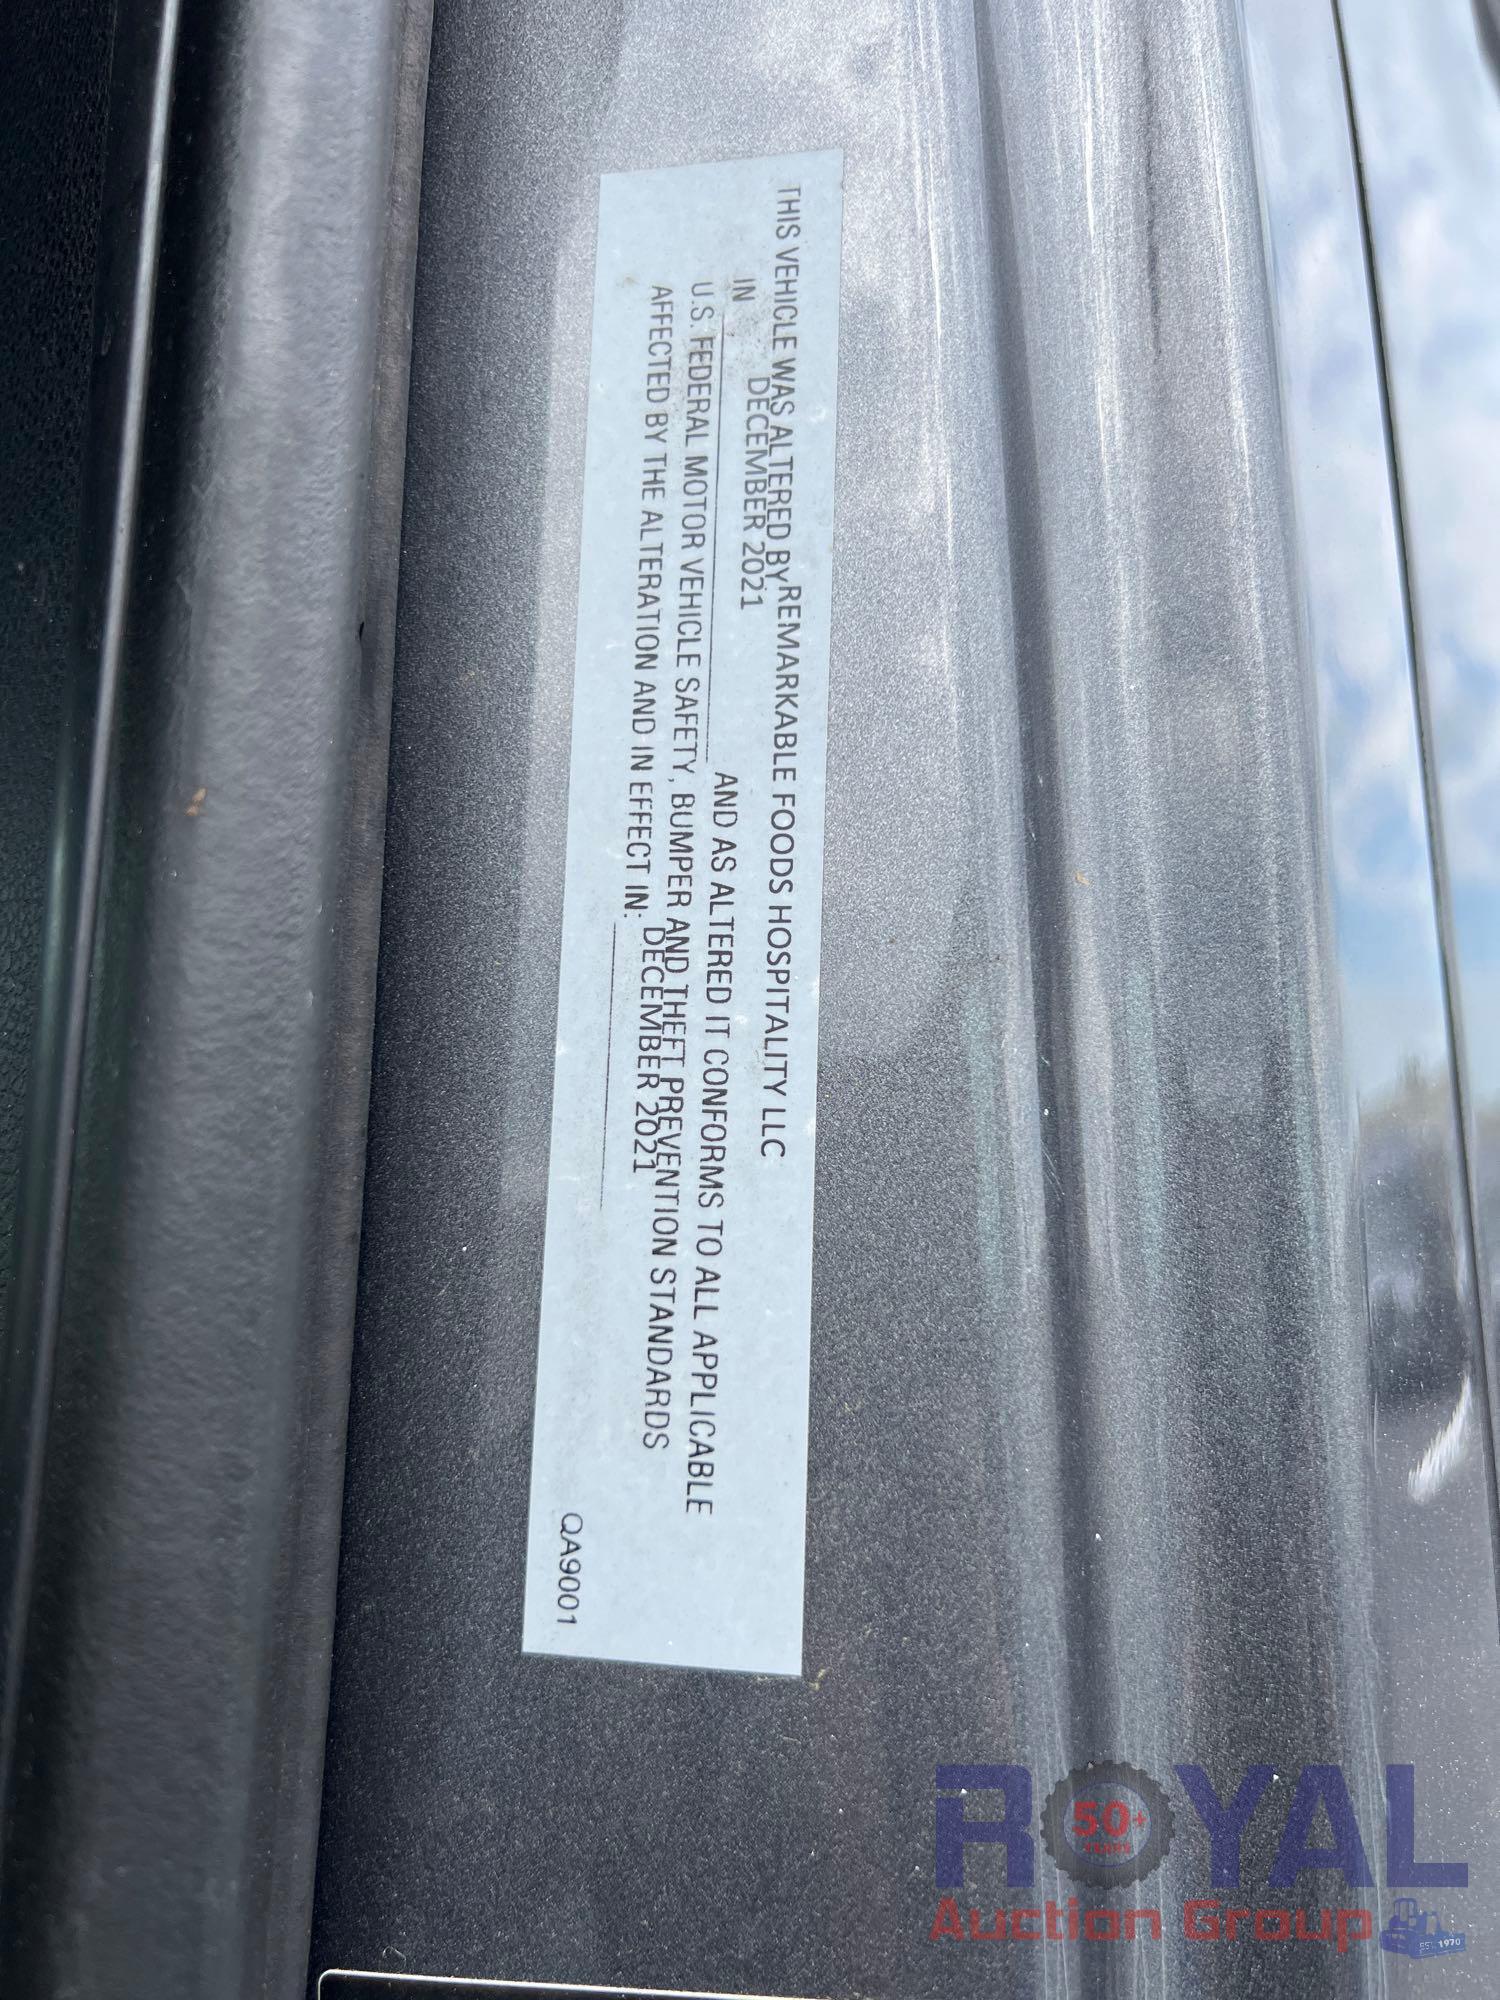 THIS VEHICLE WAS ALTERED BY REMARKABLE FOODS HOSPITALITY LLC
IN DECEMBER 2021 AND AS ALTERED IT CONFORMS TO ALL APPLICABLE
U.S. FEDERAL MOTOR VEHICLE SAFETY, BUMPER AND THEFT PREVENTION STANDARDS
AFFECTED BY THE ALTERATION AND IN EFFECT IN: DECEMBER 2021
QA9001
ROYAL
50+
YEARS
Auction Group
EST. 1970